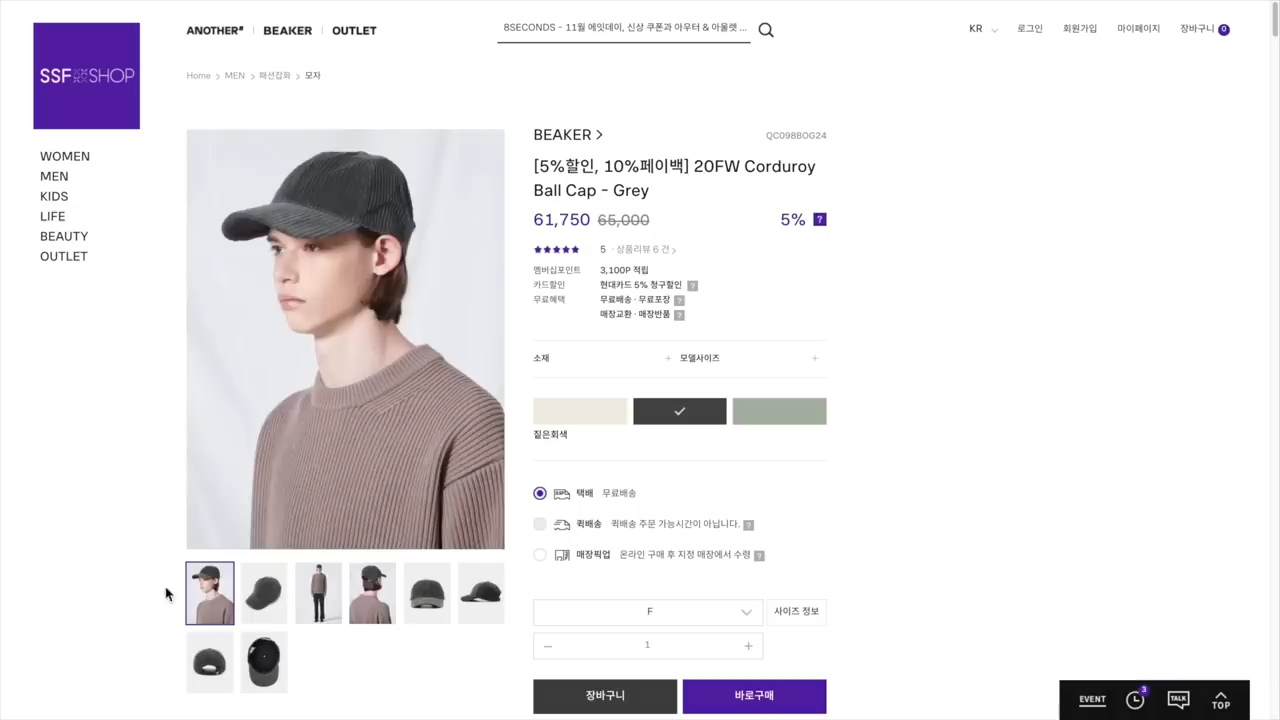 SSF SHOP
ANOTHER# BEAKER OUTLET
8SECONDS - 11월 에잇데이, 신상 쿠폰과 아우터 & 아울렛 ...
KR 로그인 회원가입 마이페이지 장바구니 0
Home > MEN > 패션잡화 > 모자
WOMEN
MEN
KIDS
LIFE
BEAUTY
OUTLET
BEAKER >
QC098BOG24
[5%할인, 10%페이백] 20FW Corduroy
Ball Cap - Grey
61,750 65,000 5% ?
5 · 상품리뷰 6 건 >
멤버십포인트 3,100P 적립
카드할인 현대카드 5% 청구할인 ?
무료혜택 무료배송 · 무료포장 ?
매장교환 · 매장반품 ?
소재 + 모델사이즈 +
짙은회색
택배 무료배송
퀵배송 퀵배송 주문 가능시간이 아닙니다. ?
매장픽업 온라인 구매 후 지정 매장에서 수령 ?
F 사이즈 정보
– 1 +
장바구니 바로구매
EVENT 3 TALK TOP